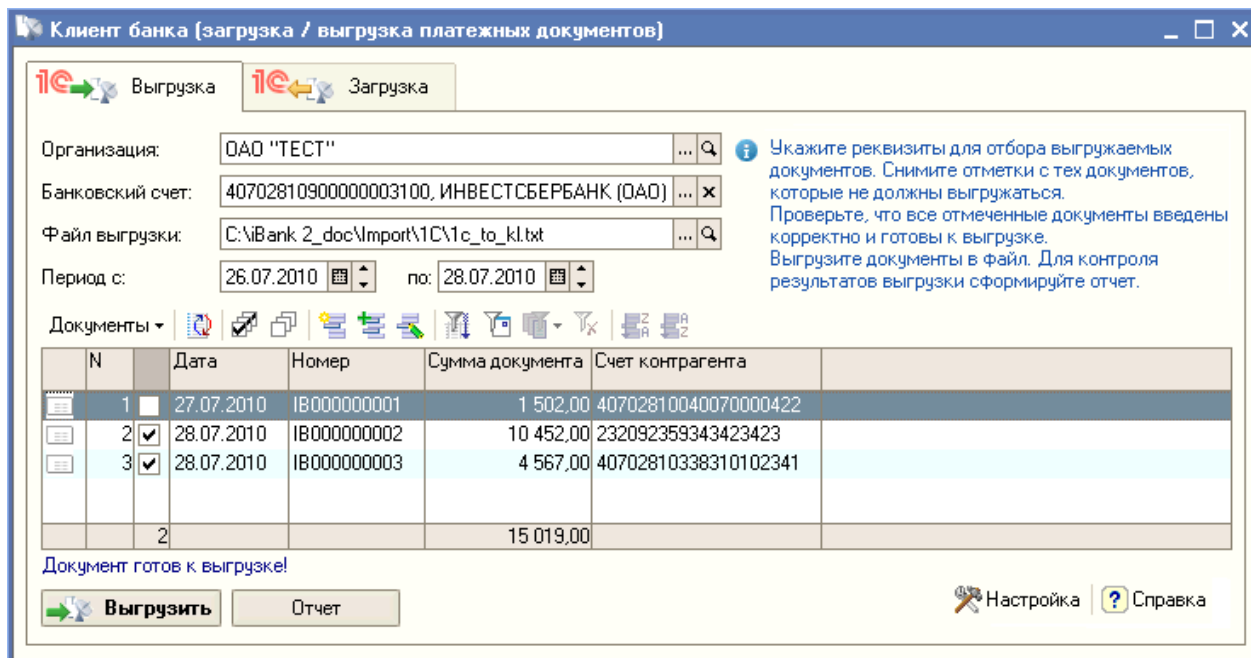 Клиент банка (загрузка / выгрузка платежных документов)
1С Выгрузка 1С Загрузка
Организация: ОАО "ТЕСТ" ...
Банковский счет: 40702810900000003100, ИНВЕСТСБЕРБАНК (ОАО) ...
Файл выгрузки: C:\iBank 2_doc\Import\1C\1c_to_kl.txt ...
Период с: 26.07.2010 по: 28.07.2010
Укажите реквизиты для отбора выгружаемых
документов. Снимите отметки с тех документов,
которые не должны выгружаться.
Проверьте, что все отмеченные документы введены
корректно и готовы к выгрузке.
Выгрузите документы в файл. Для контроля
результатов выгрузки сформируйте отчет.
Документы
N Дата Номер Сумма документа Счет контрагента
1 27.07.2010 IB000000001 1 502,00 40702810040070000422
2 28.07.2010 IB000000002 10 452,00 232092359343423423
3 28.07.2010 IB000000003 4 567,00 40702810338310102341
2 15 019,00
Документ готов к выгрузке!
Выгрузить Отчет Настройка ? Справка